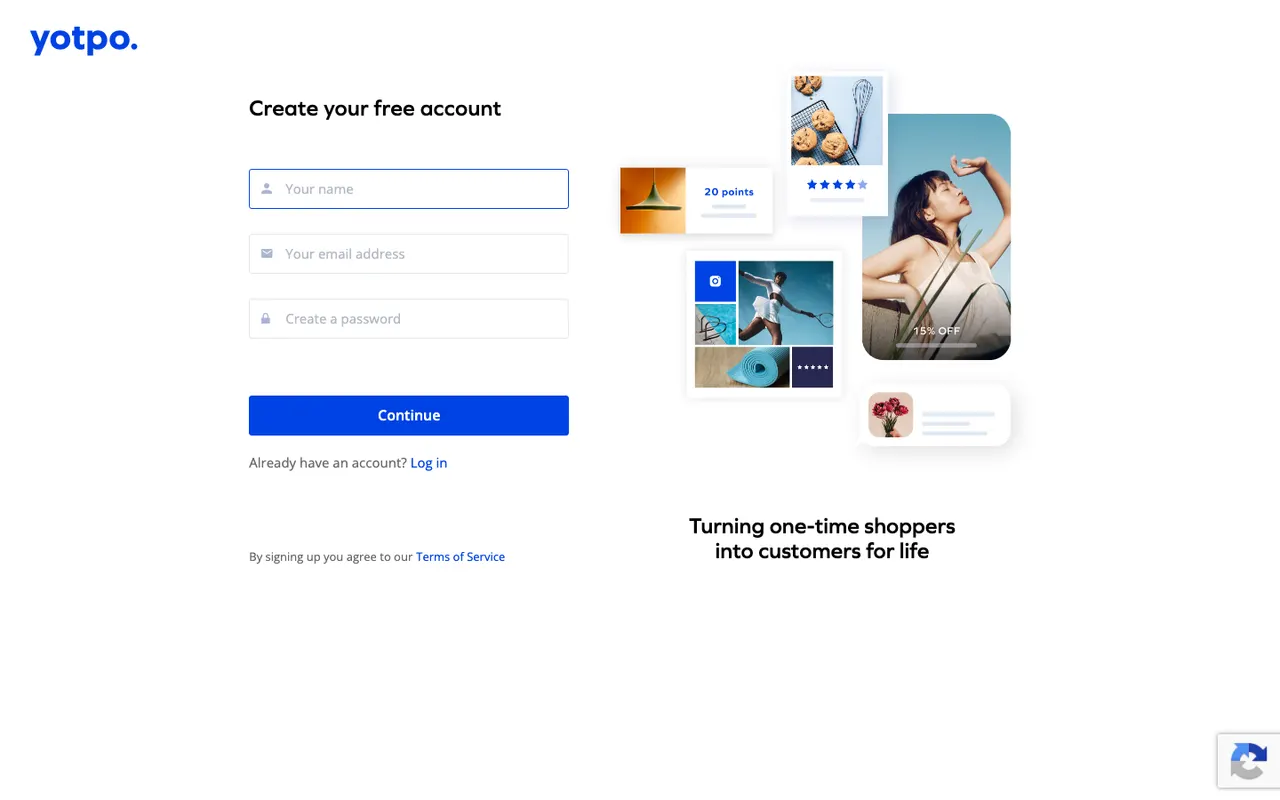 yotpo.
Create your free account
Your name
Your email address
Create a password
Continue
Already have an account? Log in
By signing up you agree to our Terms of Service
20 points
15% OFF
Turning one-time shoppers
into customers for life